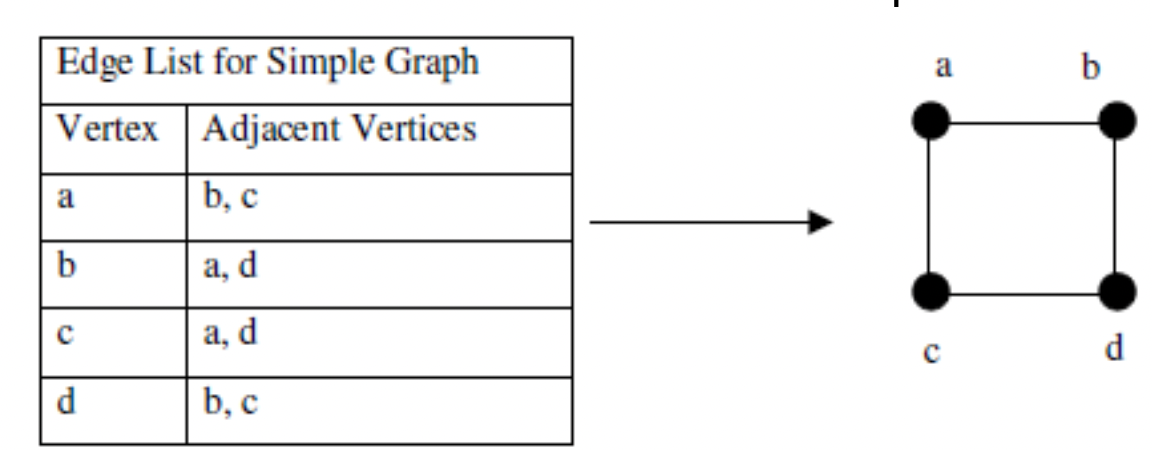 Edge List for Simple Graph
Vertex Adjacent Vertices
a b, c
b a, d
c a, d
d b, c
a b
c d